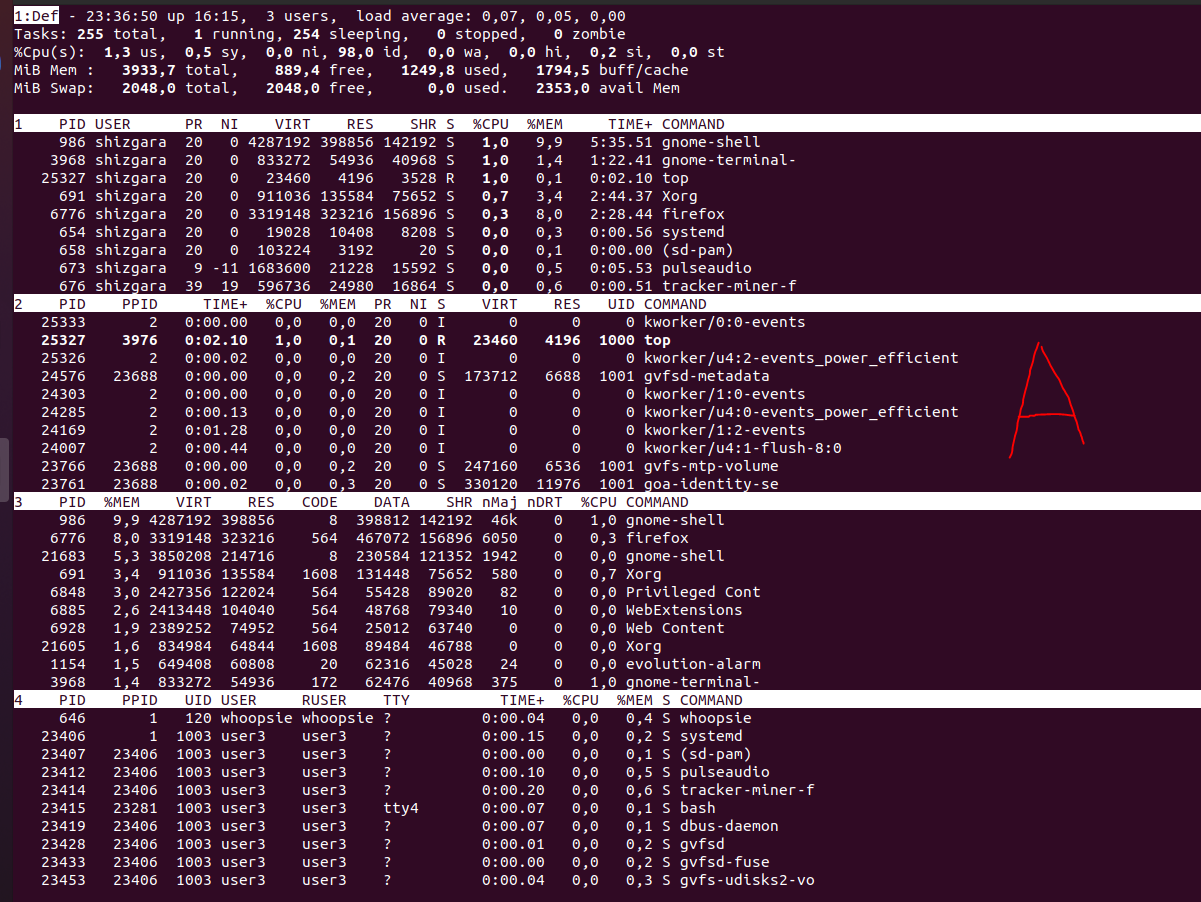 1:Def - 23:36:50 up 16:15,  3 users,  load average: 0,07, 0,05, 0,00
Tasks: 255 total,   1 running, 254 sleeping,   0 stopped,   0 zombie
%Cpu(s):  1,3 us,  0,5 sy,  0,0 ni, 98,0 id,  0,0 wa,  0,0 hi,  0,2 si,  0,0 st
MiB Mem :   3933,7 total,    889,4 free,   1249,8 used,   1794,5 buff/cache
MiB Swap:   2048,0 total,   2048,0 free,      0,0 used.   2353,0 avail Mem
1    PID USER      PR  NI    VIRT    RES    SHR S  %CPU  %MEM     TIME+ COMMAND
986 shizgara  20   0 4287192 398856 142192 S   1,0   9,9   5:35.51 gnome-shell
3968 shizgara  20   0  833272  54936  40968 S   1,0   1,4   1:22.41 gnome-terminal-
25327 shizgara  20   0   23460   4196   3528 R   1,0   0,1   0:02.10 top
691 shizgara  20   0  911036 135584  75652 S   0,7   3,4   2:44.37 Xorg
6776 shizgara  20   0 3319148 323216 156896 S   0,3   8,0   2:28.44 firefox
654 shizgara  20   0   19028  10408   8208 S   0,0   0,3   0:00.56 systemd
658 shizgara  20   0  103224   3192     20 S   0,0   0,1   0:00.00 (sd-pam)
673 shizgara   9 -11 1683600  21228  15592 S   0,0   0,5   0:05.53 pulseaudio
676 shizgara  39  19  596736  24980  16864 S   0,0   0,6   0:00.51 tracker-miner-f
2    PID    PPID     TIME+  %CPU  %MEM  PR  NI S    VIRT    RES   UID COMMAND
25333       2   0:00.00   0,0   0,0  20   0 I       0      0     0 kworker/0:0-events
25327    3976   0:02.10   1,0   0,1  20   0 R   23460   4196  1000 top
25326       2   0:00.02   0,0   0,0  20   0 I       0      0     0 kworker/u4:2-events_power_efficient
24576   23688   0:00.00   0,0   0,2  20   0 S  173712   6688  1001 gvfsd-metadata
24303       2   0:00.00   0,0   0,0  20   0 I       0      0     0 kworker/1:0-events
24285       2   0:00.13   0,0   0,0  20   0 I       0      0     0 kworker/u4:0-events_power_efficient
24169       2   0:01.28   0,0   0,0  20   0 I       0      0     0 kworker/1:2-events
24007       2   0:00.44   0,0   0,0  20   0 I       0      0     0 kworker/u4:1-flush-8:0
23766   23688   0:00.00   0,0   0,2  20   0 S  247160   6536  1001 gvfs-mtp-volume
23761   23688   0:00.02   0,0   0,3  20   0 S  330120  11976  1001 goa-identity-se
A
3    PID  %MEM    VIRT    RES   CODE    DATA    SHR nMaj nDRT  %CPU COMMAND
986   9,9 4287192 398856      8  398812 142192  46k    0   1,0 gnome-shell
6776   8,0 3319148 323216    564  467072 156896 6050    0   0,3 firefox
21683   5,3 3850208 214716      8  230584 121352 1942    0   0,0 gnome-shell
691   3,4  911036 135584   1608  131448  75652  580    0   0,7 Xorg
6848   3,0 2427356 122024    564   55428  89020   82    0   0,0 Privileged Cont
6885   2,6 2413448 104040    564   48768  79340   10    0   0,0 WebExtensions
6928   1,9 2389252  74952    564   25012  63740    0    0   0,0 Web Content
21605   1,6  834984  64844   1608   89484  46788    0    0   0,0 Xorg
1154   1,5  649408  60808     20   62316  45028   24    0   0,0 evolution-alarm
3968   1,4  833272  54936    172   62476  40968  375    0   1,0 gnome-terminal-
4    PID    PPID   UID USER     RUSER    TTY          TIME+  %CPU  %MEM S COMMAND
646       1   120 whoopsie whoopsie ?          0:00.04   0,0   0,4 S whoopsie
23406       1  1003 user3    user3    ?          0:00.15   0,0   0,2 S systemd
23407   23406  1003 user3    user3    ?          0:00.00   0,0   0,1 S (sd-pam)
23412   23406  1003 user3    user3    ?          0:00.10   0,0   0,5 S pulseaudio
23414   23406  1003 user3    user3    ?          0:00.20   0,0   0,6 S tracker-miner-f
23415   23281  1003 user3    user3    tty4       0:00.07   0,0   0,1 S bash
23419   23406  1003 user3    user3    ?          0:00.07   0,0   0,1 S dbus-daemon
23428   23406  1003 user3    user3    ?          0:00.01   0,0   0,2 S gvfsd
23433   23406  1003 user3    user3    ?          0:00.00   0,0   0,2 S gvfsd-fuse
23453   23406  1003 user3    user3    ?          0:00.04   0,0   0,3 S gvfs-udisks2-vo